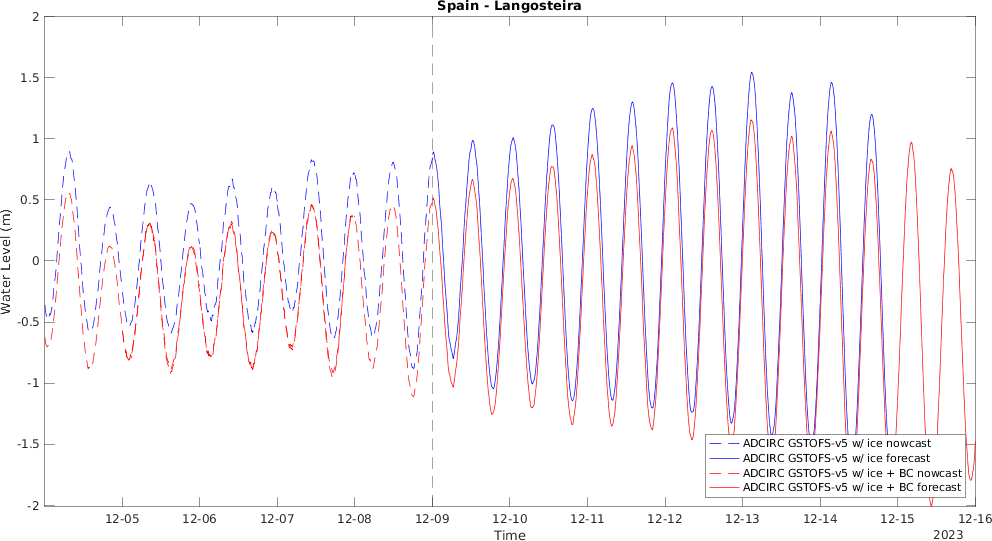 Spain - Langosteira
2
1.5
1
0.5
0
-0.5
-1
-1.5
-2
Water Level (m)
ADCIRC GSTOFS-v5 w/ ice nowcast
ADCIRC GSTOFS-v5 w/ ice forecast
ADCIRC GSTOFS-v5 w/ ice + BC nowcast
ADCIRC GSTOFS-v5 w/ ice + BC forecast
12-05 12-06 12-07 12-08 12-09 12-10 12-11 12-12 12-13 12-14 12-15 12-16
Time
2023